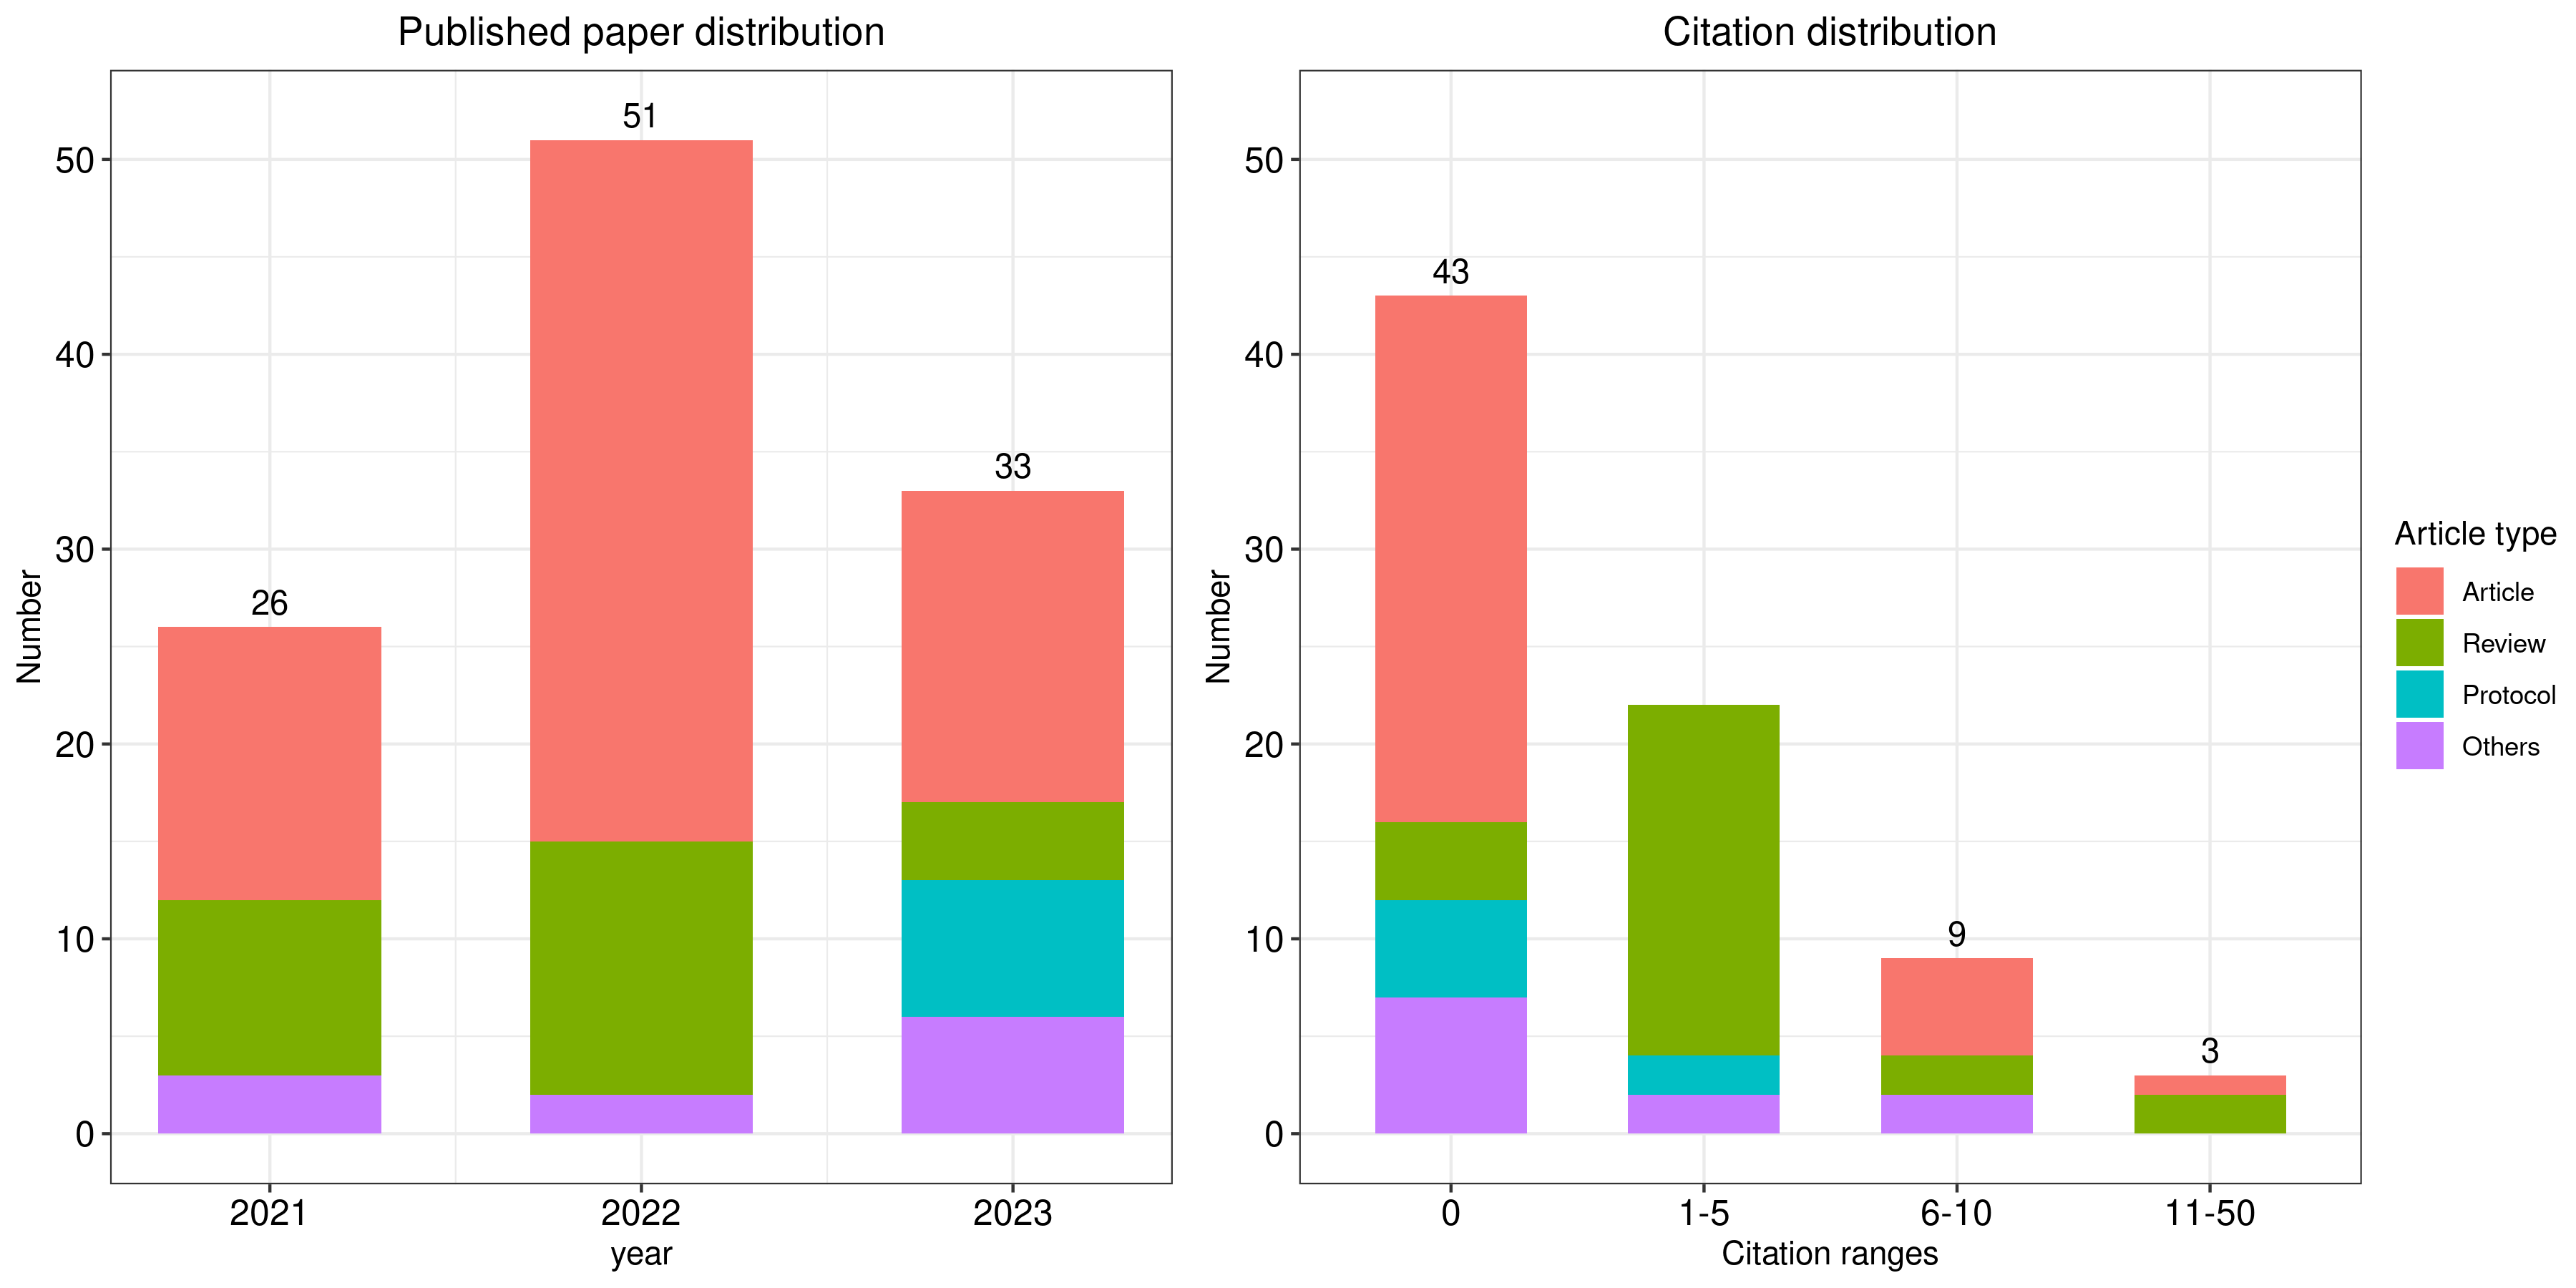 Published paper distribution
Number
50
40
30
20
10
0
26
51
33
2021 2022 2023
year
Citation distribution
Number
50
40
30
20
10
0
43
9
3
0 1-5 6-10 11-50
Citation ranges
Article type
Article
Review
Protocol
Others